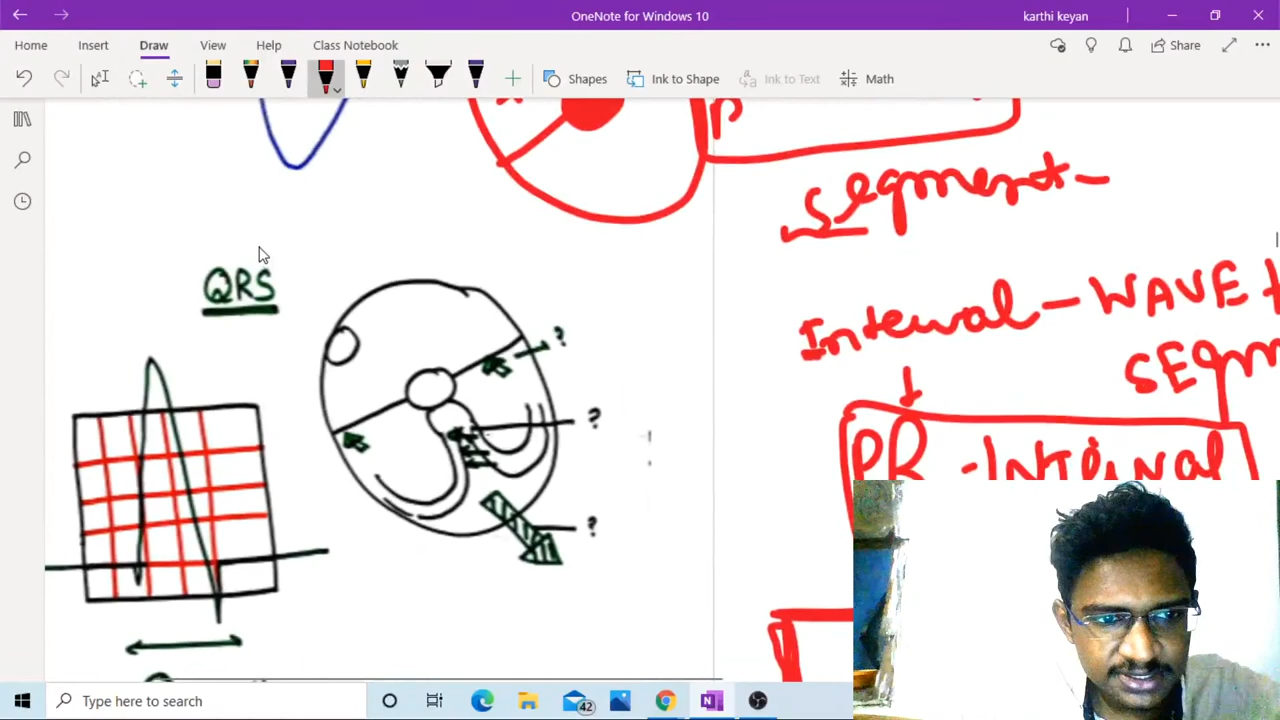 OneNote for Windows 10
karthi keyan
Home Insert Draw View Help Class Notebook
Share
Shapes Ink to Shape Ink to Text Math
B
Segment-
QRS
Interval - WAVE +
SEGM
?
?
?
PR - INTERVAL
Type here to search
42